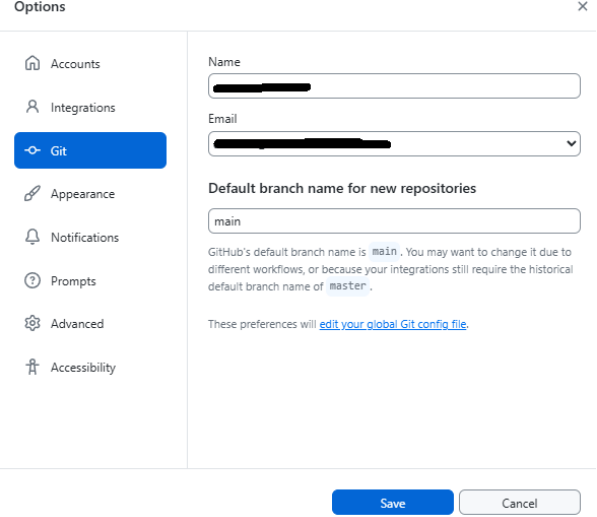 Options
Accounts
Integrations
Git
Appearance
Notifications
Prompts
Advanced
Accessibility
Name
Email
Default branch name for new repositories
main
GitHub's default branch name is main. You may want to change it due to
different workflows, or because your integrations still require the historical
default branch name of master.
These preferences will edit your global Git config file.
Save
Cancel